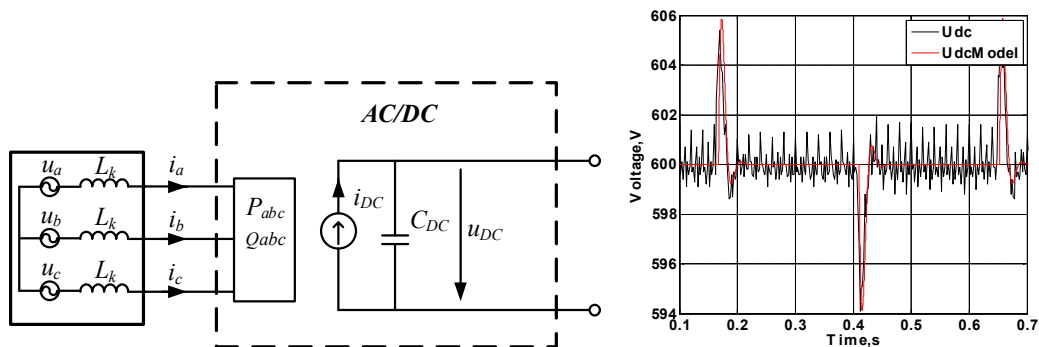 AC/DC
u_a L_k i_a
u_b L_k i_b
u_c L_k i_c
P_abc
Qabc
i_DC
C_DC
u_DC
606
604
602
600
598
596
594
Voltage,V
0.1 0.2 0.3 0.4 0.5 0.6 0.7
Time,s
Udc
UdcModel